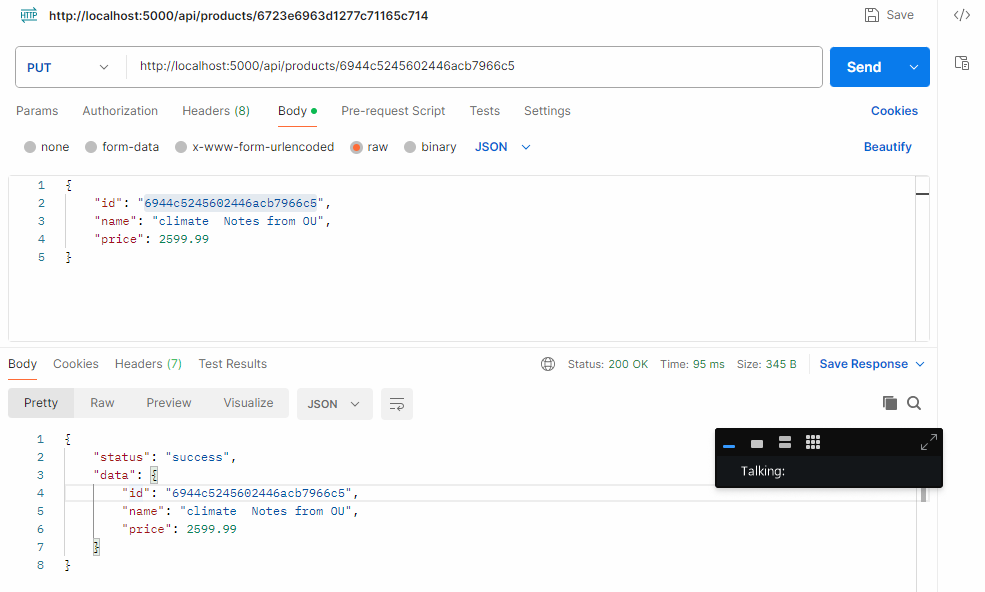 HTTP http://localhost:5000/api/products/6723e6963d1277c71165c714 Save </>
PUT http://localhost:5000/api/products/6944c5245602446acb7966c5 Send
Params Authorization Headers (8) Body Pre-request Script Tests Settings Cookies
none form-data x-www-form-urlencoded raw binary JSON Beautify
1 {
2 "id": "6944c5245602446acb7966c5",
3 "name": "climate  Notes from OU",
4 "price": 2599.99
5 }
Body Cookies Headers (7) Test Results Status: 200 OK Time: 95 ms Size: 345 B Save Response
Pretty Raw Preview Visualize JSON
1 {
2 "status": "success",
3 "data": {
4 "id": "6944c5245602446acb7966c5",
5 "name": "climate  Notes from OU",
6 "price": 2599.99
7 }
8 }
Talking: